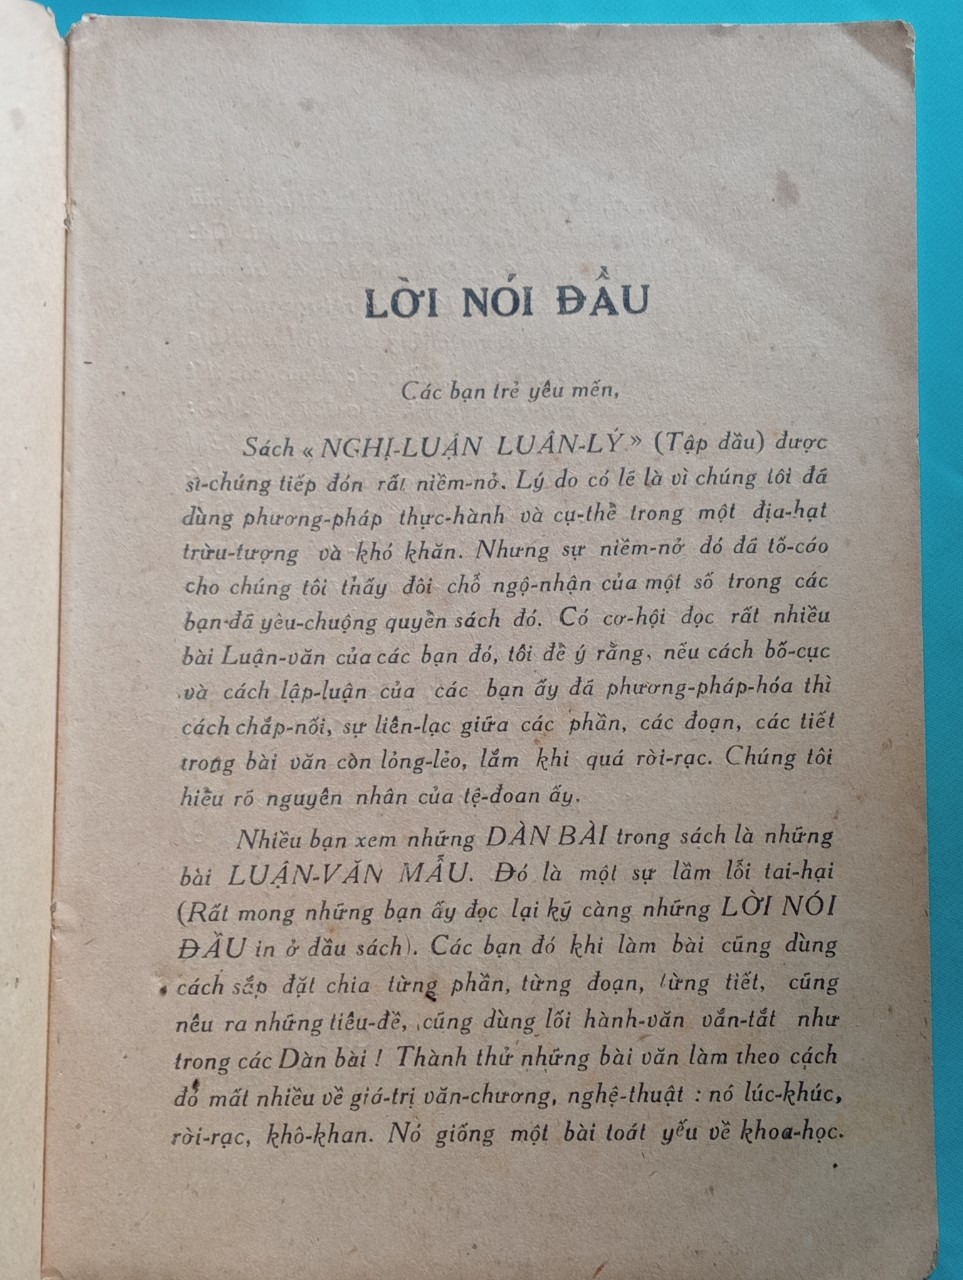 LỜI NÓI ĐẦU
Các bạn trẻ yêu mến,
Sách « NGHỊ-LUẬN LUÂN-LÝ » (Tập đầu) được
sĩ-chúng tiếp đón rất niềm-nở. Lý do có lẽ là vì chúng tôi đã
dùng phương-pháp thực-hành và cụ-thể trong một địa-hạt
trừu-tượng và khó khăn. Nhưng sự niềm-nở đó đã tố-cáo
cho chúng tôi thấy đôi chỗ ngộ-nhận của một số trong các
bạn đã yêu-chuộng quyển sách đó. Có cơ-hội đọc rất nhiều
bài Luận-văn của các bạn đó, tôi để ý rằng, nếu cách bố-cục
và cách lập-luận của các bạn ấy đã phương-pháp-hóa thì
cách chắp-nối, sự liên-lạc giữa các phần, các đoạn, các tiết
trong bài văn còn lỏng-lẻo, lắm khi quá rời-rạc. Chúng tôi
hiểu rõ nguyên nhân của tệ-đoan ấy.
Nhiều bạn xem những DÀN BÀI trong sách là những
bài LUẬN-VĂN MẪU. Đó là một sự lầm lỗi tai-hại
(Rất mong những bạn ấy đọc lại kỹ càng những LỜI NÓI
ĐẦU in ở đầu sách). Các bạn đó khi làm bài cũng dùng
cách sắp đặt chia từng phần, từng đoạn, từng tiết, cũng
nêu ra những tiêu-đề, cũng dùng lối hành-văn vắn-tắt như
trong các Dàn bài ! Thành thử những bài văn làm theo cách
đó mất nhiều về giá-trị văn-chương, nghệ-thuật : nó lúc-khúc,
rời-rạc, khô-khan. Nó giống một bài toát yếu về khoa-học.